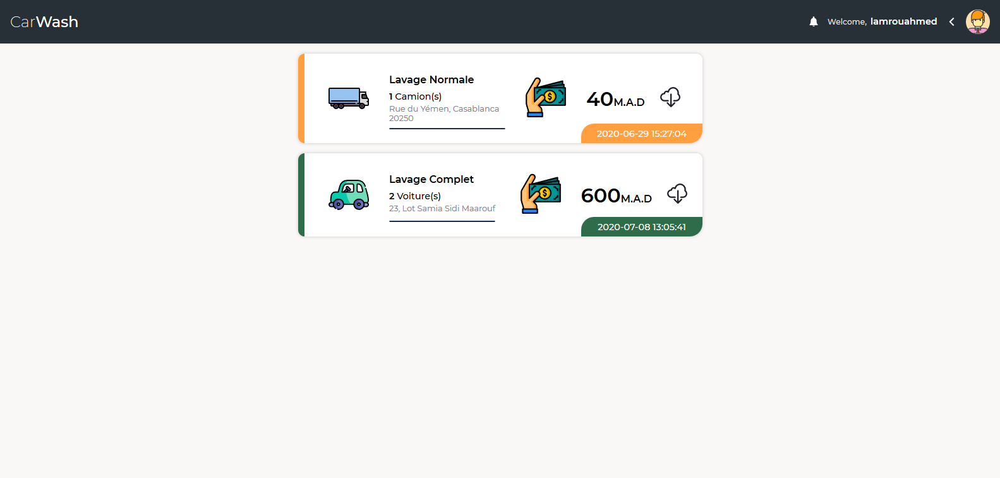 CarWash
Welcome, lamrouahmed
Lavage Normale
1 Camion(s)
Rue du Yémen, Casablanca
20250
40M.A.D
2020-06-29 15:27:04
Lavage Complet
2 Voiture(s)
23, Lot Samia Sidi Maarouf
600M.A.D
2020-07-08 13:05:41